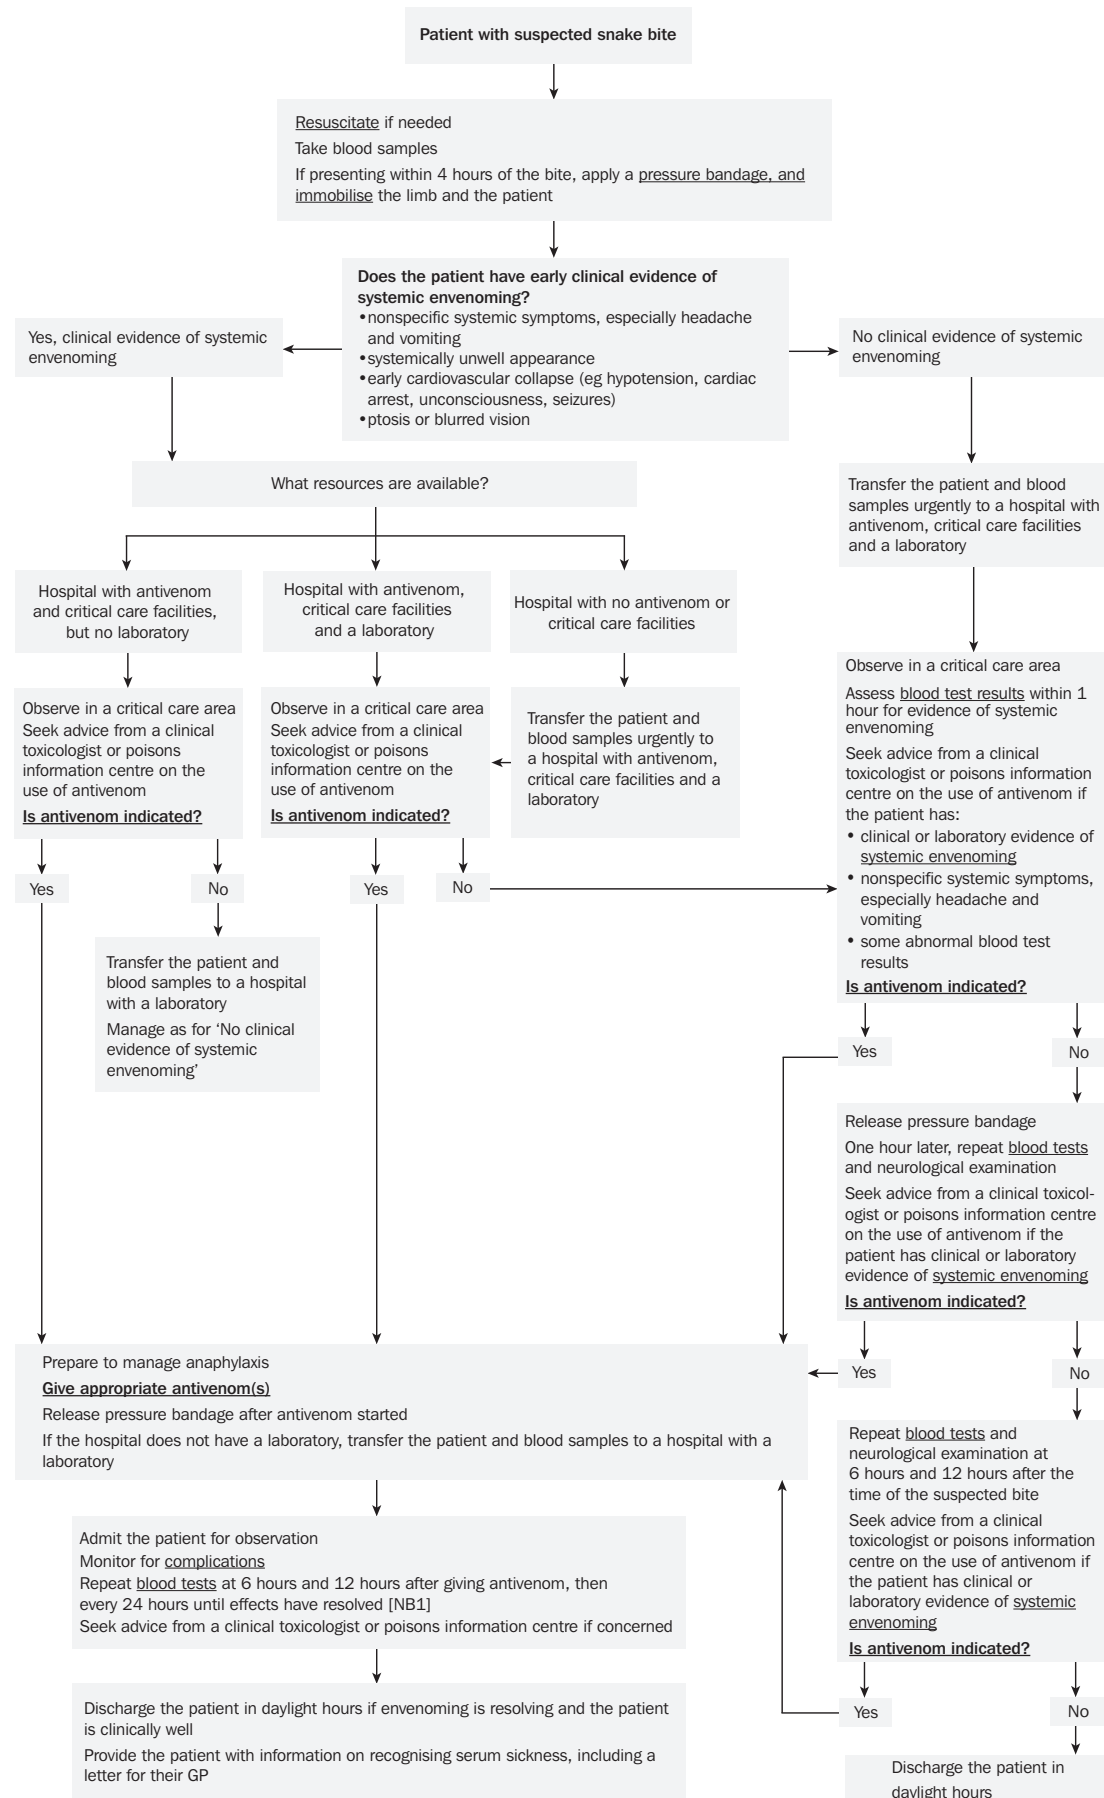 Patient with suspected snake bite
Resuscitate if needed
Take blood samples
If presenting within 4 hours of the bite, apply a pressure bandage, and
immobilise the limb and the patient
Does the patient have early clinical evidence of
systemic envenoming?
•nonspecific systemic symptoms, especially headache
and vomiting
•systemically unwell appearance
•early cardiovascular collapse (eg hypotension, cardiac
arrest, unconsciousness, seizures)
•ptosis or blurred vision
Yes, clinical evidence of systemic
envenoming
No clinical evidence of systemic
envenoming
What resources are available?
Transfer the patient and blood
samples urgently to a hospital with
antivenom, critical care facilities
and a laboratory
Hospital with antivenom
and critical care facilities,
but no laboratory
Hospital with antivenom,
critical care facilities
and a laboratory
Hospital with no antivenom or
critical care facilities
Observe in a critical care area
Seek advice from a clinical
toxicologist or poisons
information centre on the
use of antivenom
Is antivenom indicated?
Observe in a critical care area
Seek advice from a clinical
toxicologist or poisons
information centre on the
use of antivenom
Is antivenom indicated?
Transfer the patient and
blood samples urgently to
a hospital with antivenom,
critical care facilities and a
laboratory
Observe in a critical care area
Assess blood test results within 1
hour for evidence of systemic
envenoming
Seek advice from a clinical
toxicologist or poisons information
centre on the use of antivenom if
the patient has:
• clinical or laboratory evidence of
systemic envenoming
• nonspecific systemic symptoms,
especially headache and
vomiting
• some abnormal blood test
results
Is antivenom indicated?
Yes
No
Yes
No
Transfer the patient and
blood samples to a hospital
with a laboratory
Manage as for ‘No clinical
evidence of systemic
envenoming’
Yes
No
Release pressure bandage
One hour later, repeat blood tests
and neurological examination
Seek advice from a clinical toxicol-
ogist or poisons information centre
on the use of antivenom if the
patient has clinical or laboratory
evidence of systemic envenoming
Is antivenom indicated?
Yes
No
Prepare to manage anaphylaxis
Give appropriate antivenom(s)
Release pressure bandage after antivenom started
If the hospital does not have a laboratory, transfer the patient and blood samples to a hospital with a
laboratory
Repeat blood tests and
neurological examination at
6 hours and 12 hours after the
time of the suspected bite
Seek advice from a clinical
toxicologist or poisons information
centre on the use of antivenom if
the patient has clinical or
laboratory evidence of systemic
envenoming
Is antivenom indicated?
Admit the patient for observation
Monitor for complications
Repeat blood tests at 6 hours and 12 hours after giving antivenom, then
every 24 hours until effects have resolved [NB1]
Seek advice from a clinical toxicologist or poisons information centre if concerned
Yes
No
Discharge the patient in daylight hours if envenoming is resolving and the patient
is clinically well
Provide the patient with information on recognising serum sickness, including a
letter for their GP
Discharge the patient in
daylight hours